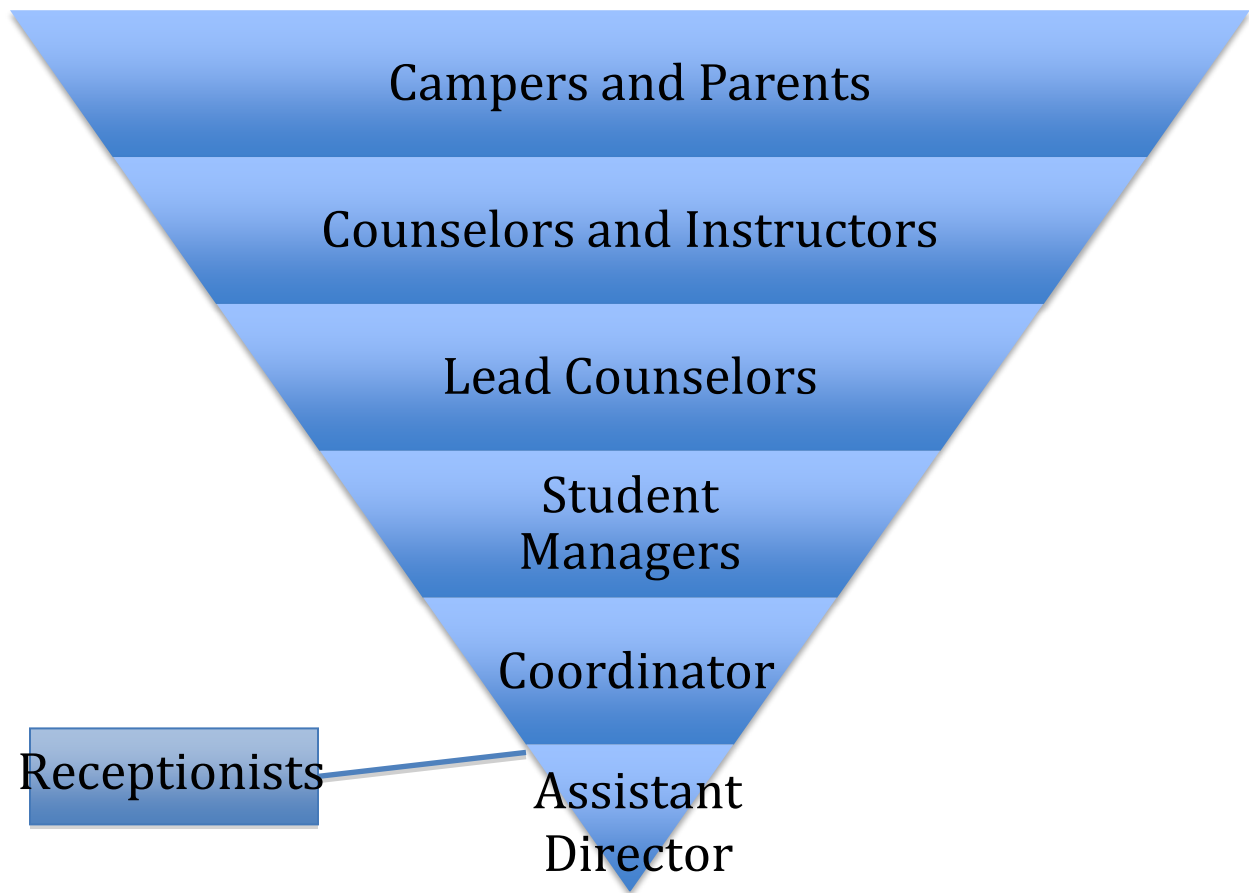 Campers and Parents
Counselors and Instructors
Lead Counselors
Student
Managers
Coordinator
Receptionists
Assistant
Director